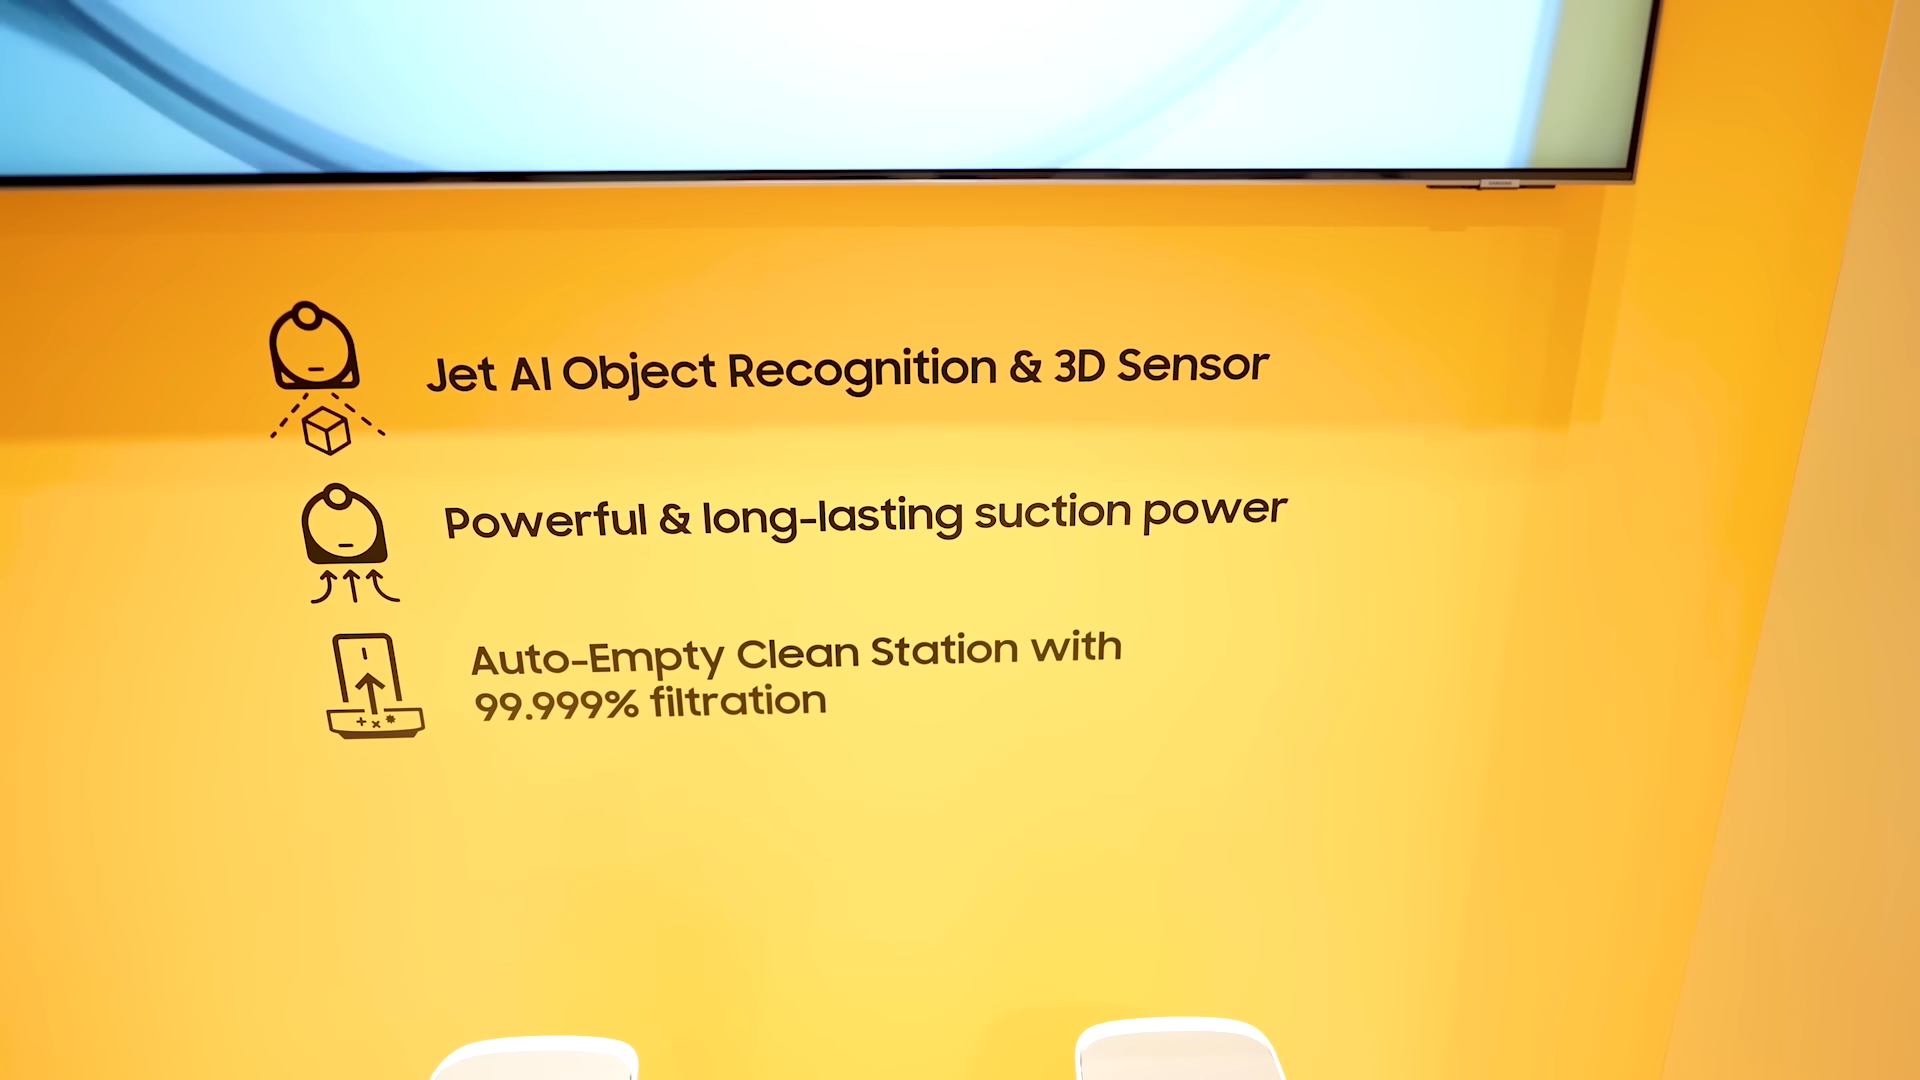 Jet AI Object Recognition & 3D Sensor
Powerful & long-lasting suction power
Auto-Empty Clean Station with
99.999% filtration